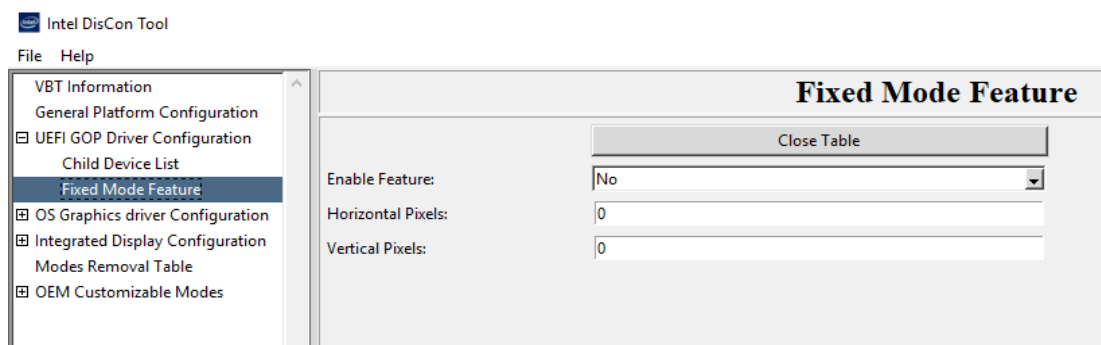 Intel DisCon Tool
File Help
VBT Information
General Platform Configuration
UEFI GOP Driver Configuration
Child Device List
Fixed Mode Feature
OS Graphics driver Configuration
Integrated Display Configuration
Modes Removal Table
OEM Customizable Modes
Fixed Mode Feature
Close Table
Enable Feature: No
Horizontal Pixels: 0
Vertical Pixels: 0